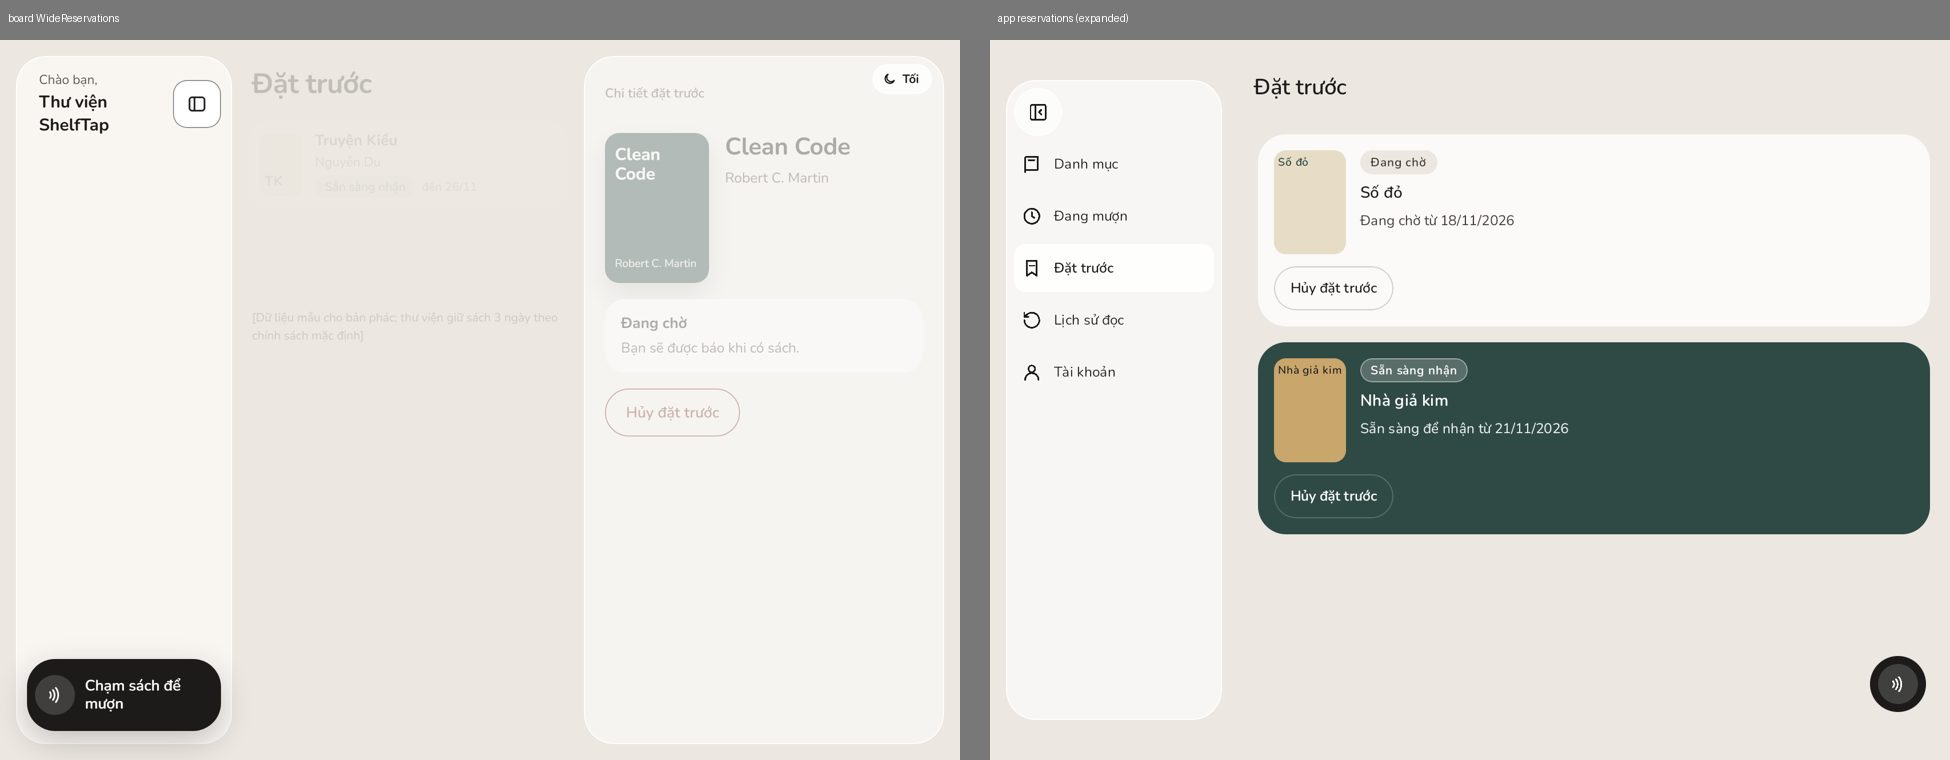 board WideReservations
Chào bạn,
Thư viện
ShelfTap
Chạm sách để
mượn
Đặt trước
Truyện Kiều
Nguyễn Du
TK
Sẵn sàng nhận đến 26/11
[Dữ liệu mẫu cho bản phác; thư viện giữ sách 3 ngày theo
chính sách mặc định]
Tối
Chi tiết đặt trước
Clean
Code
Robert C. Martin
Clean Code
Robert C. Martin
Đang chờ
Bạn sẽ được báo khi có sách.
Hủy đặt trước
app reservations (expanded)
Danh mục
Đang mượn
Đặt trước
Lịch sử đọc
Tài khoản
Đặt trước
Số đỏ
Đang chờ
Số đỏ
Đang chờ từ 18/11/2026
Hủy đặt trước
Nhà giả kim
Sẵn sàng nhận
Nhà giả kim
Sẵn sàng để nhận từ 21/11/2026
Hủy đặt trước